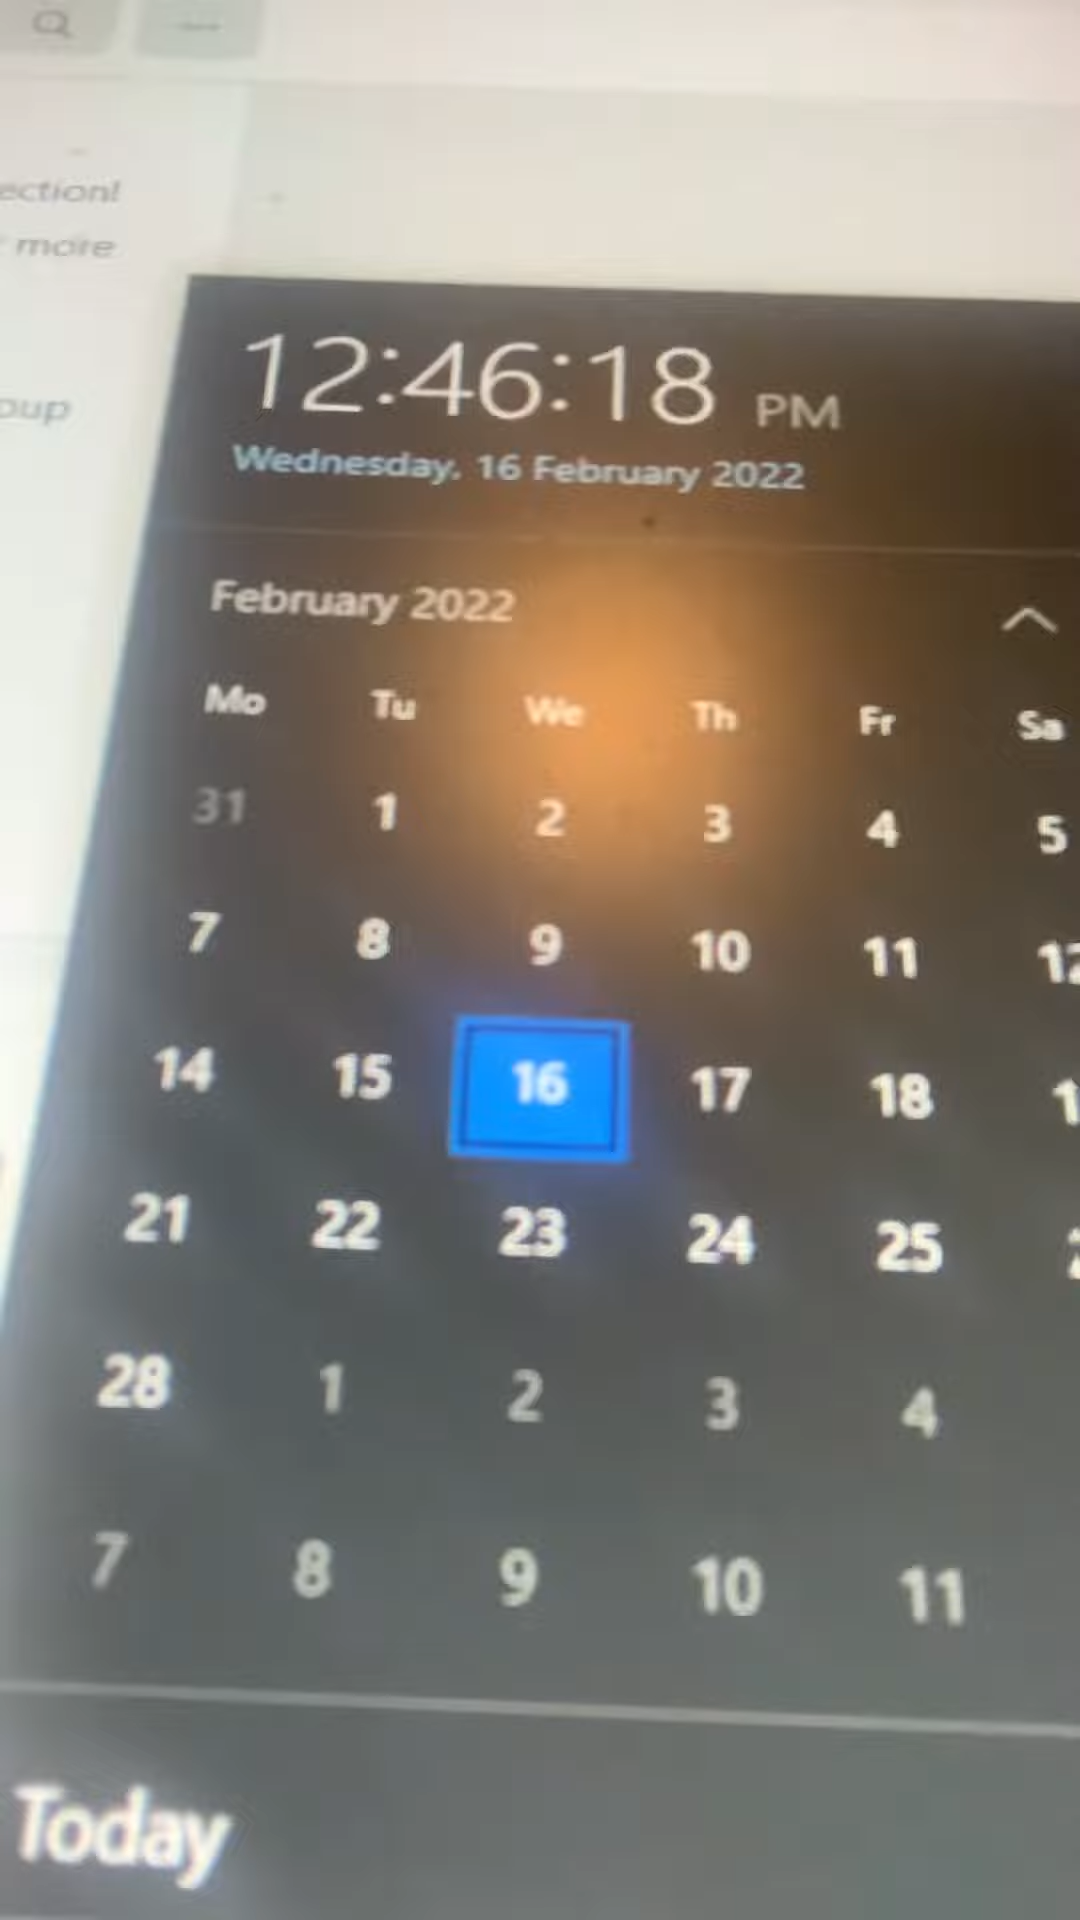 more
12:46:18 PM
Wednesday, 16 February 2022
February 2022
Mo Tu We Th Fr Sa
31 1 2 3 4 5
7 8 9 10 11 12
14 15 16 17 18
21 22 23 24 25
28 1 2 3 4
7 8 9 10 11
Today